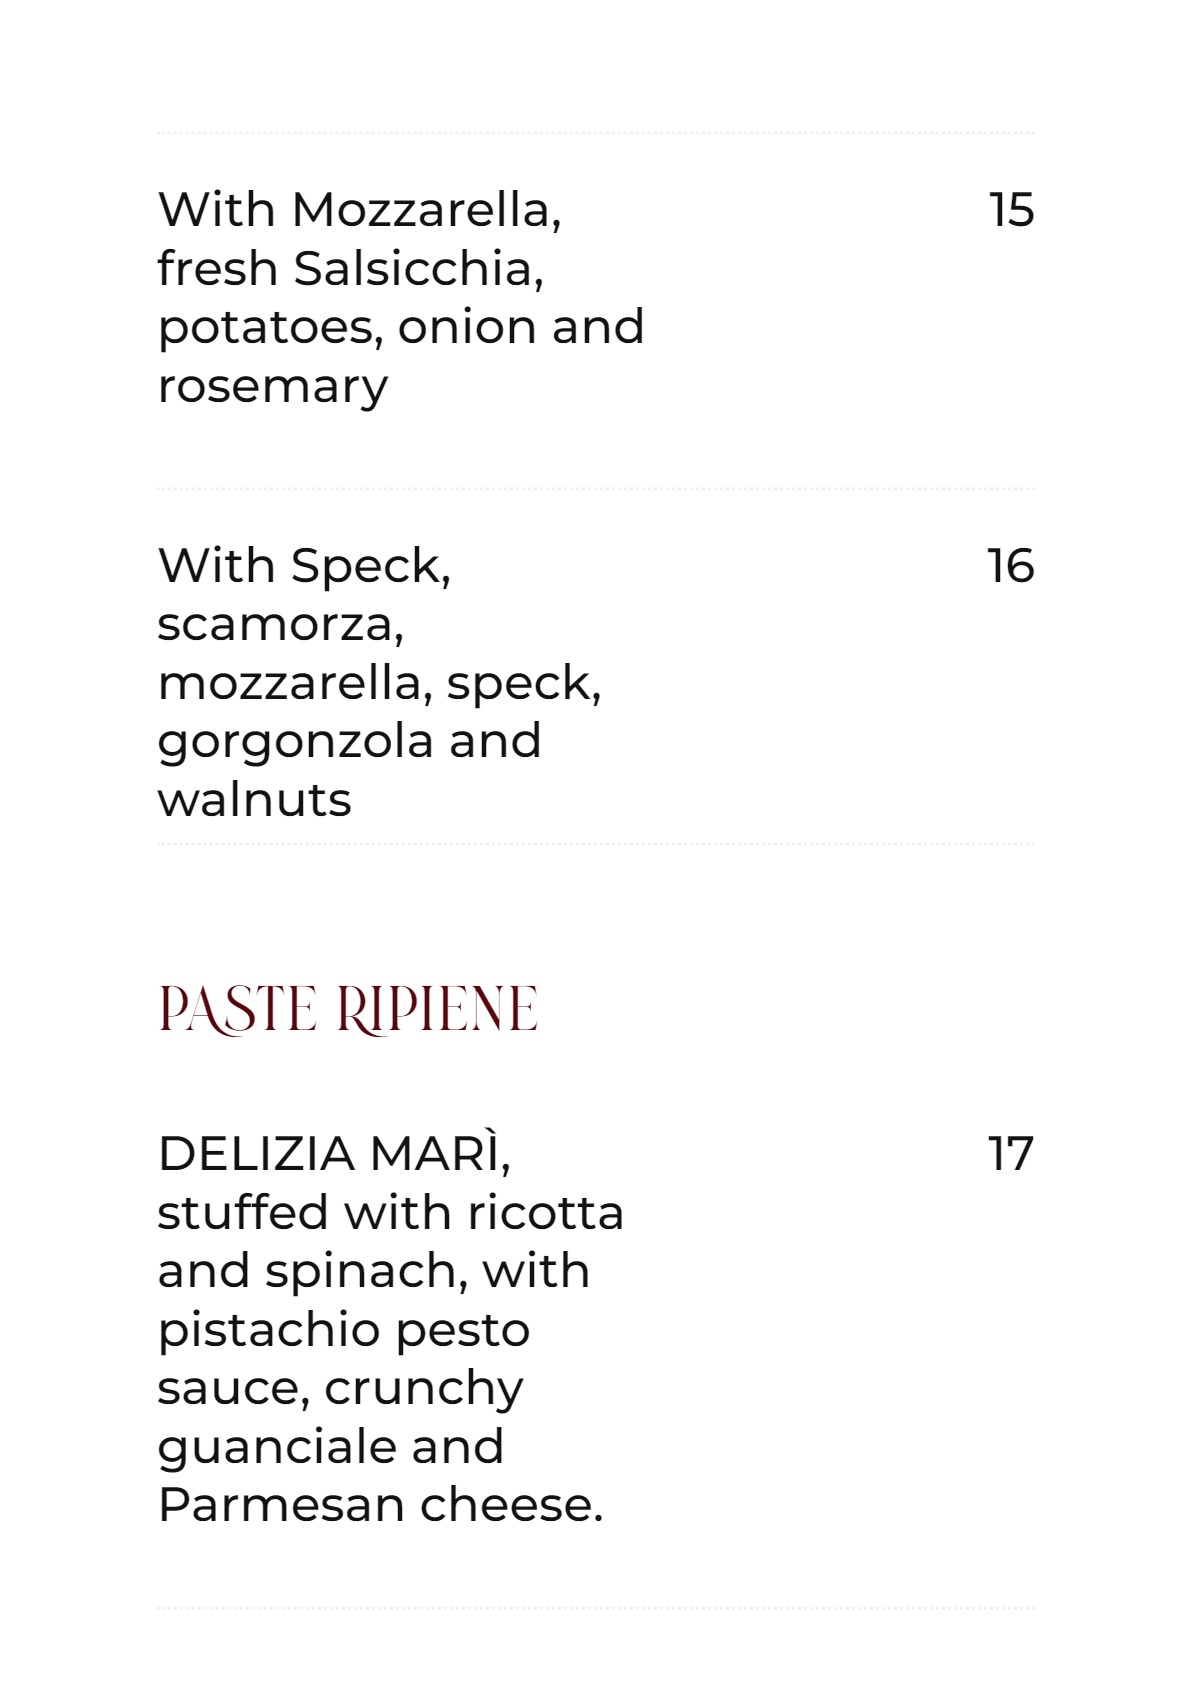 With Mozzarella, 15
fresh Salsicchia,
potatoes, onion and
rosemary
With Speck, 16
scamorza,
mozzarella, speck,
gorgonzola and
walnuts
PASTE RIPIENE
DELIZIA MARÌ, 17
stuffed with ricotta
and spinach, with
pistachio pesto
sauce, crunchy
guanciale and
Parmesan cheese.